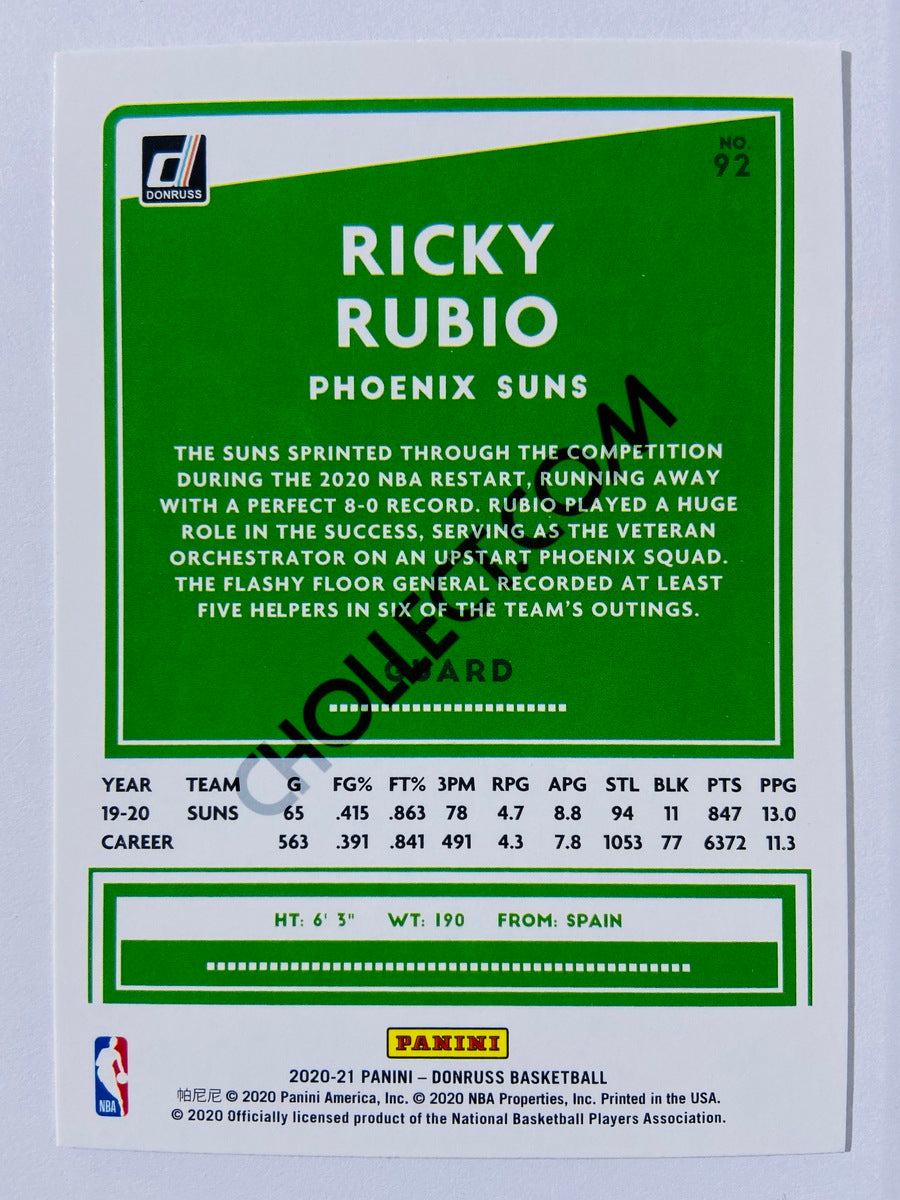 DONRUSS
NO.
92
RICKY
RUBIO
PHOENIX SUNS
THE SUNS SPRINTED THROUGH THE COMPETITION
DURING THE 2020 NBA RESTART, RUNNING AWAY
WITH A PERFECT 8-0 RECORD. RUBIO PLAYED A HUGE
ROLE IN THE SUCCESS, SERVING AS THE VETERAN
ORCHESTRATOR ON AN UPSTART PHOENIX SQUAD.
THE FLASHY FLOOR GENERAL RECORDED AT LEAST
FIVE HELPERS IN SIX OF THE TEAM'S OUTINGS.
GUARD
CHOLLECT.COM
YEAR TEAM G FG% FT% 3PM RPG APG STL BLK PTS PPG
19-20 SUNS 65 .415 .863 78 4.7 8.8 94 11 847 13.0
CAREER 563 .391 .841 491 4.3 7.8 1053 77 6372 11.3
HT: 6' 3" WT: 190 FROM: SPAIN
PANINI
NBA
2020-21 PANINI – DONRUSS BASKETBALL
帕尼尼 © 2020 Panini America, Inc. © 2020 NBA Properties, Inc. Printed in the USA.
© 2020 Officially licensed product of the National Basketball Players Association.